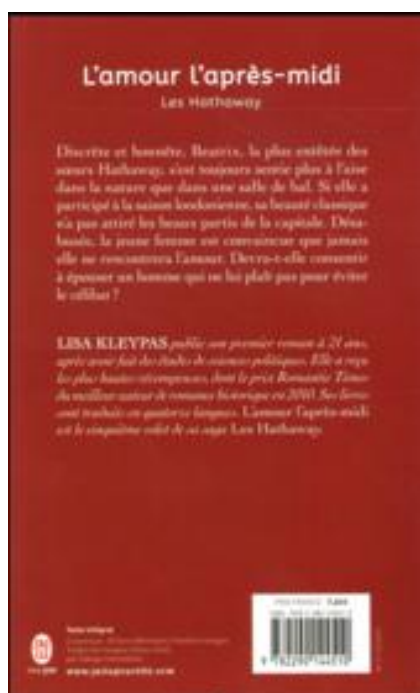 L'amour l'après-midi
Les Hathaway
Discrète et honnête, Beatrix, la plus entêtée des
sœurs Hathaway, s'est toujours sentie plus à l'aise
dans la nature que dans une salle de bal. Si elle a
participé à la saison londonienne, sa beauté classique
n'a pas attiré les beaux partis de la capitale. Désa-
busée, la jeune femme est convaincue que jamais
elle ne rencontrera l'amour. Devra-t-elle consentir
à épouser un homme qui ne lui plaît pas pour éviter
le célibat ?
LISA KLEYPAS publie son premier roman à 21 ans,
après avoir fait des études de sciences politiques. Elle a reçu
les plus hautes récompenses, dont le prix Romantic Times
du meilleur auteur de romance historique en 2010. Ses livres
sont traduits en quatorze langues. L'amour l'après-midi
est le cinquième volet de sa saga Les Hathaway.
Texte intégral